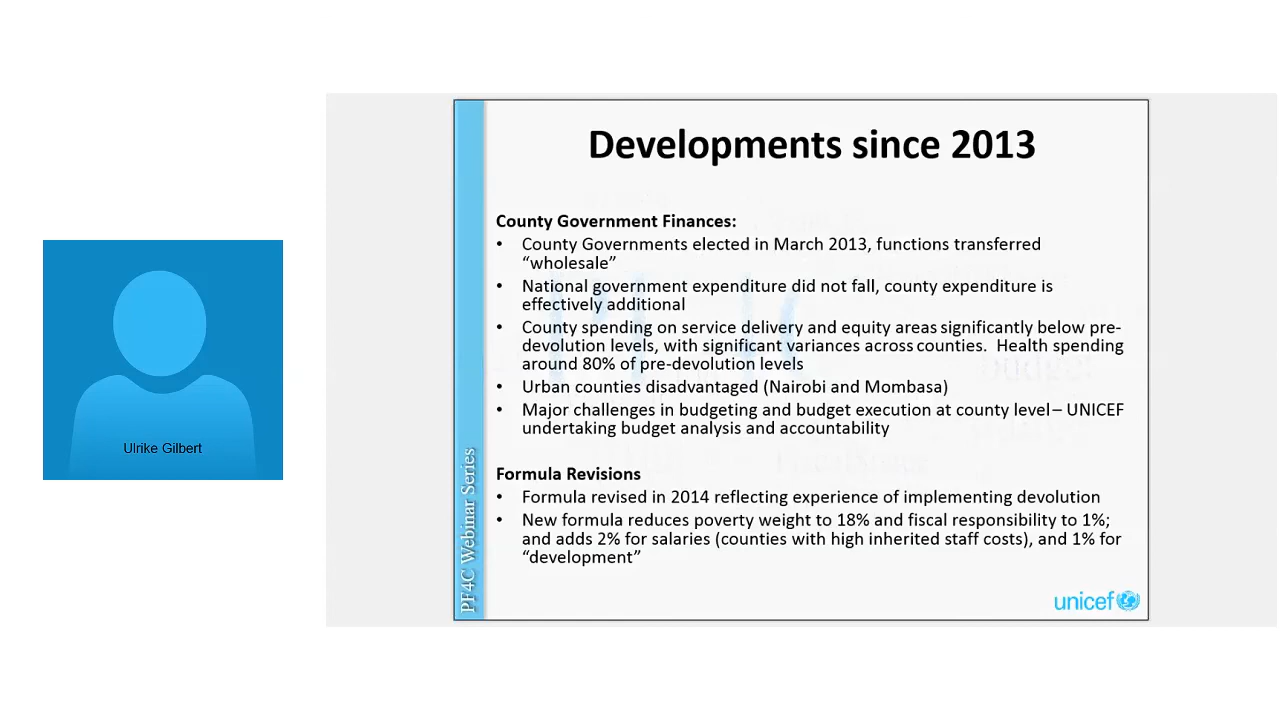 Developments since 2013
County Government Finances:
• County Governments elected in March 2013, functions transferred
“wholesale”
• National government expenditure did not fall, county expenditure is
effectively additional
• County spending on service delivery and equity areas significantly below pre-
devolution levels, with significant variances across counties. Health spending
around 80% of pre-devolution levels
• Urban counties disadvantaged (Nairobi and Mombasa)
• Major challenges in budgeting and budget execution at county level – UNICEF
undertaking budget analysis and accountability
Formula Revisions
• Formula revised in 2014 reflecting experience of implementing devolution
• New formula reduces poverty weight to 18% and fiscal responsibility to 1%;
and adds 2% for salaries (counties with high inherited staff costs), and 1% for
“development”
PF4C Webinar Series
unicef
Ulrike Gilbert